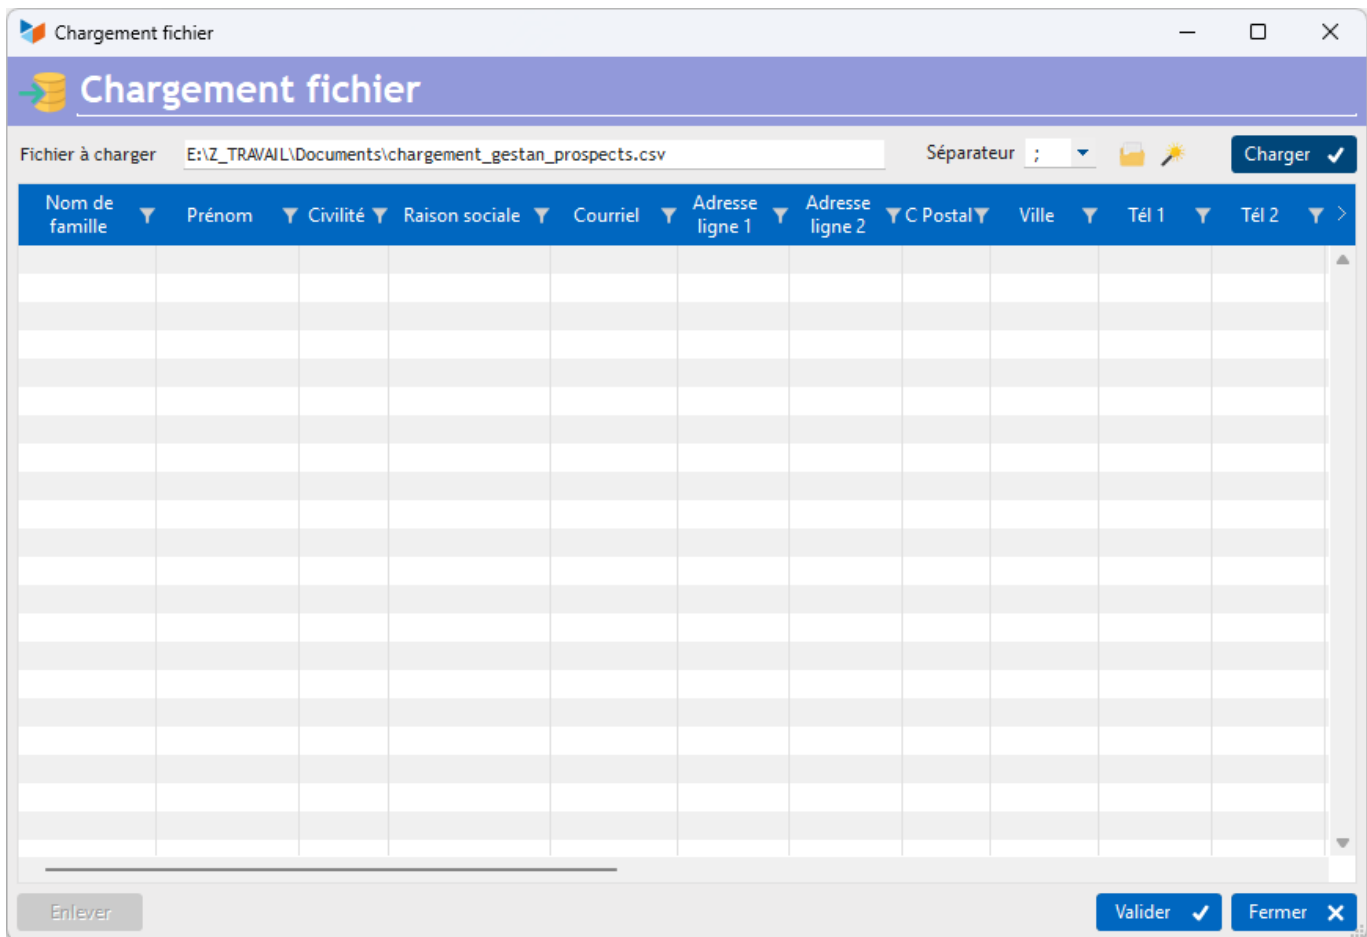 Chargement fichier
Chargement fichier
Fichier à charger E:\Z_TRAVAIL\Documents\chargement_gestan_prospects.csv Séparateur ; Charger
Nom de famille Prénom Civilité Raison sociale Courriel Adresse ligne 1 Adresse ligne 2 C Postal Ville Tél 1 Tél 2
Enlever Valider Fermer